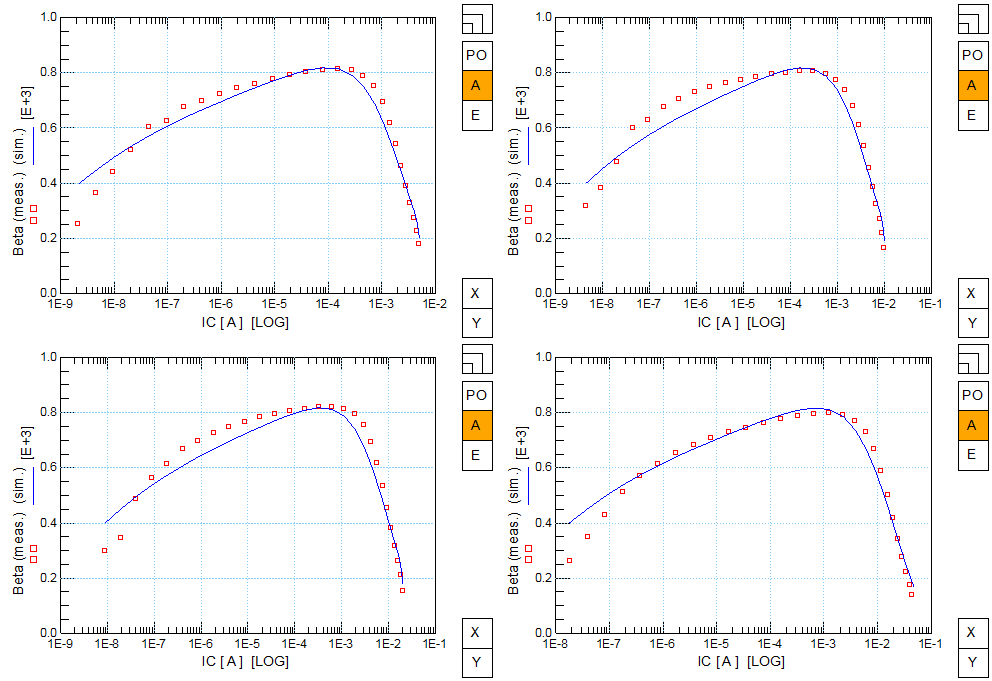 1.0
0.8
0.6
0.4
0.2
0.0
Beta (meas.) (sim.) [E+3]
1E-9 1E-8 1E-7 1E-6 1E-5 1E-4 1E-3 1E-2
IC [ A ] [LOG]
PO
A
E
X
Y
1.0
0.8
0.6
0.4
0.2
0.0
Beta (meas.) (sim.) [E+3]
1E-9 1E-8 1E-7 1E-6 1E-5 1E-4 1E-3 1E-2 1E-1
IC [ A ] [LOG]
PO
A
E
X
Y
1.0
0.8
0.6
0.4
0.2
0.0
Beta (meas.) (sim.) [E+3]
1E-9 1E-8 1E-7 1E-6 1E-5 1E-4 1E-3 1E-2 1E-1
IC [ A ] [LOG]
PO
A
E
X
Y
1.0
0.8
0.6
0.4
0.2
0.0
Beta (meas.) (sim.) [E+3]
1E-8 1E-7 1E-6 1E-5 1E-4 1E-3 1E-2 1E-1
IC [ A ] [LOG]
PO
A
E
X
Y